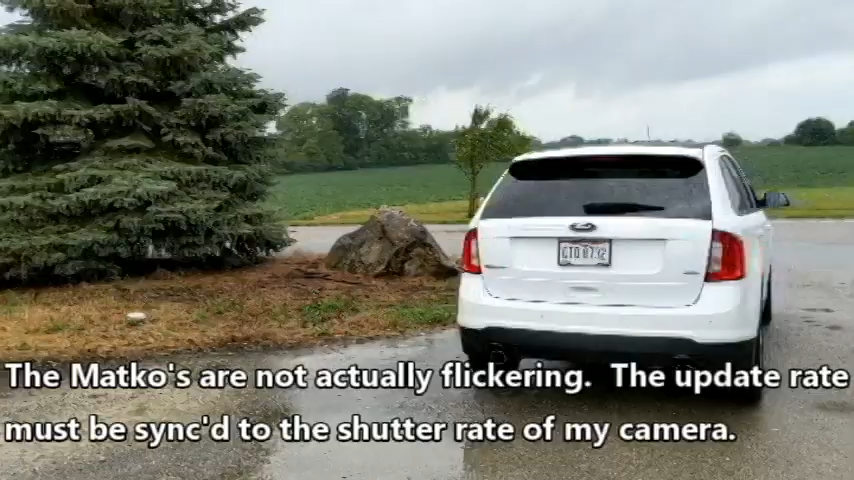 Ford
The Matko's are not actually flickering.  The update rate
must be sync'd to the shutter rate of my camera.